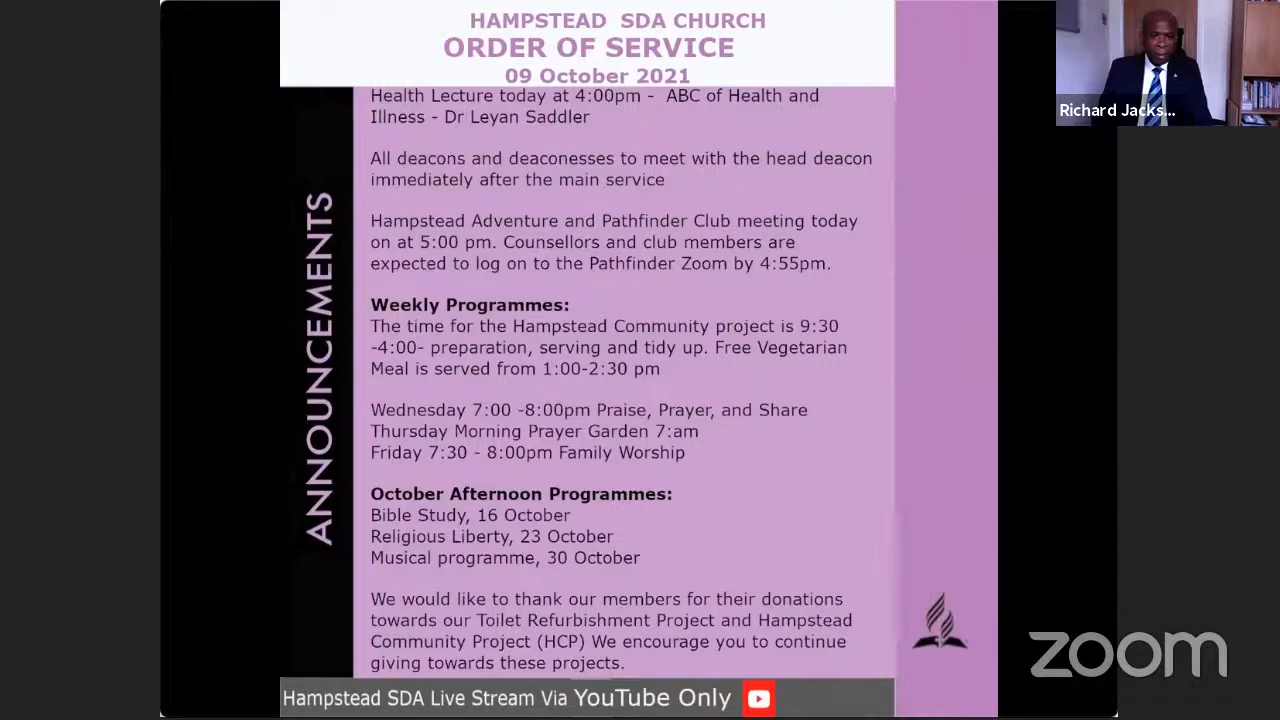 HAMPSTEAD SDA CHURCH
ORDER OF SERVICE
09 October 2021
Health Lecture today at 4:00pm - ABC of Health and
Illness - Dr Leyan Saddler
All deacons and deaconesses to meet with the head deacon
immediately after the main service
Hampstead Adventure and Pathfinder Club meeting today
on at 5:00 pm. Counsellors and club members are
expected to log on to the Pathfinder Zoom by 4:55pm.
Weekly Programmes:
The time for the Hampstead Community project is 9:30
-4:00- preparation, serving and tidy up. Free Vegetarian
Meal is served from 1:00-2:30 pm
Wednesday 7:00 -8:00pm Praise, Prayer, and Share
Thursday Morning Prayer Garden 7:am
Friday 7:30 - 8:00pm Family Worship
October Afternoon Programmes:
Bible Study, 16 October
Religious Liberty, 23 October
Musical programme, 30 October
We would like to thank our members for their donations
towards our Toilet Refurbishment Project and Hampstead
Community Project (HCP) We encourage you to continue
giving towards these projects.
ANNOUNCEMENTS
Hampstead SDA Live Stream Via YouTube Only
Richard Jacks...
zoom